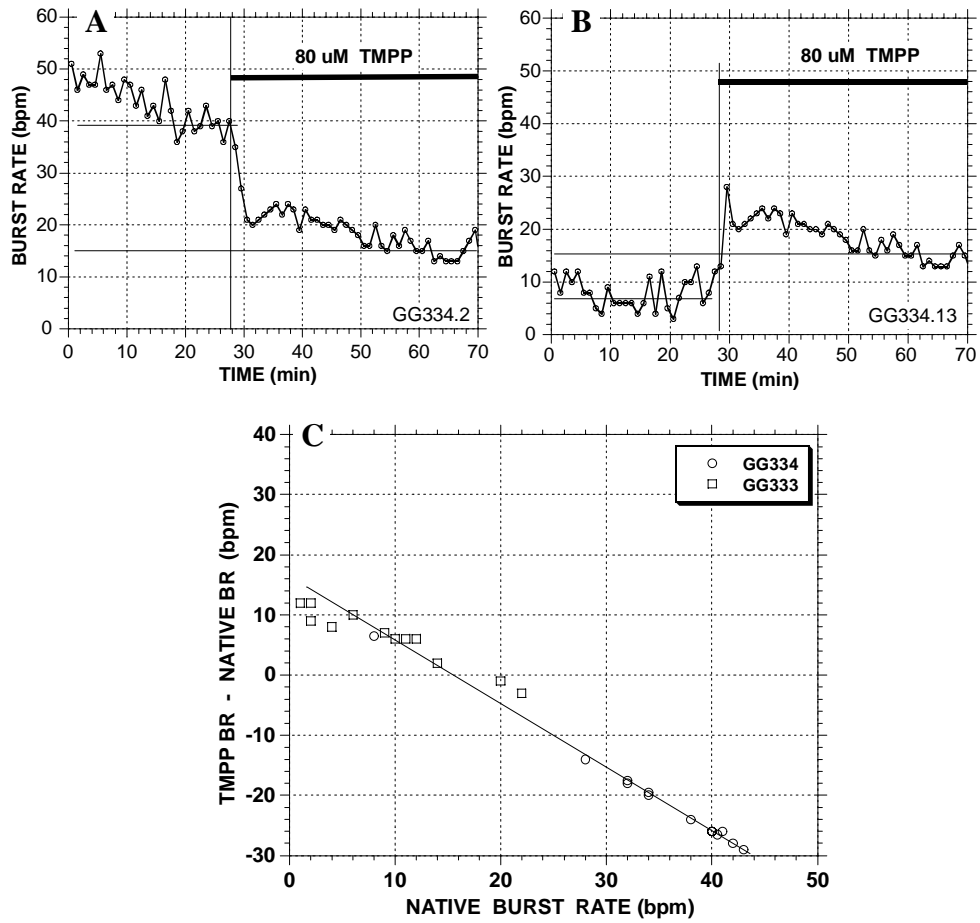 A
80 uM TMPP
BURST RATE (bpm)
60
50
40
30
20
10
0
GG334.2
0 10 20 30 40 50 60 70
TIME (min)
B
80 uM TMPP
BURST RATE (bpm)
60
50
40
30
20
10
0
GG334.13
0 10 20 30 40 50 60 70
TIME (min)
C
GG334
GG333
TMPP BR - NATIVE BR (bpm)
40
30
20
10
0
-10
-20
-30
0 10 20 30 40 50
NATIVE BURST RATE (bpm)